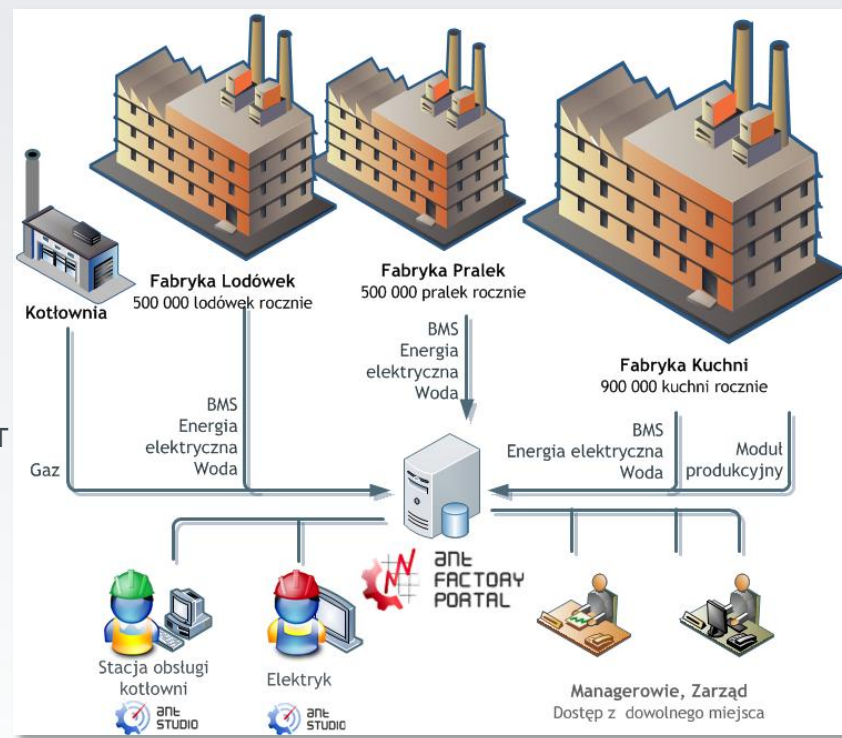 Kotłownia
Fabryka Lodówek
500 000 lodówek rocznie
Fabryka Pralek
500 000 pralek rocznie
Fabryka Kuchni
900 000 kuchni rocznie
Gaz
BMS
Energia
elektryczna
Woda
BMS
Energia
elektryczna
Woda
BMS
Energia elektryczna
Woda
Moduł
produkcyjny
T
ant
FACTORY
PORTAL
Stacja obsługi
kotłowni
ant
STUDIO
Elektryk
ant
STUDIO
Managerowie, Zarząd
Dostęp z dowolnego miejsca